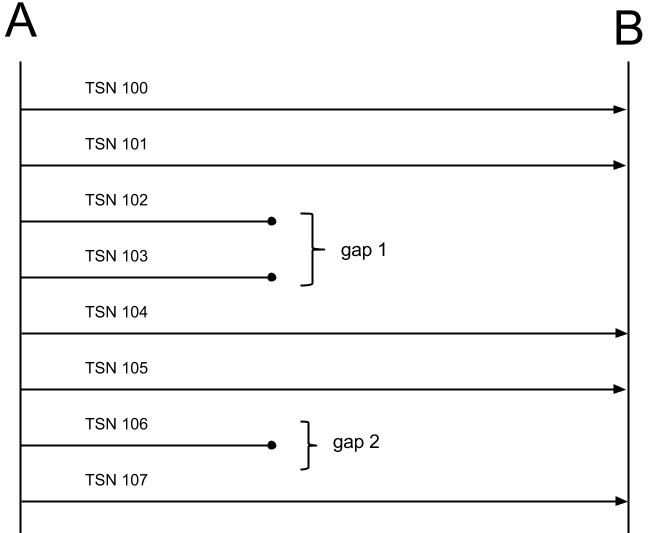 A
B
TSN 100
TSN 101
TSN 102
TSN 103
gap 1
TSN 104
TSN 105
TSN 106
gap 2
TSN 107